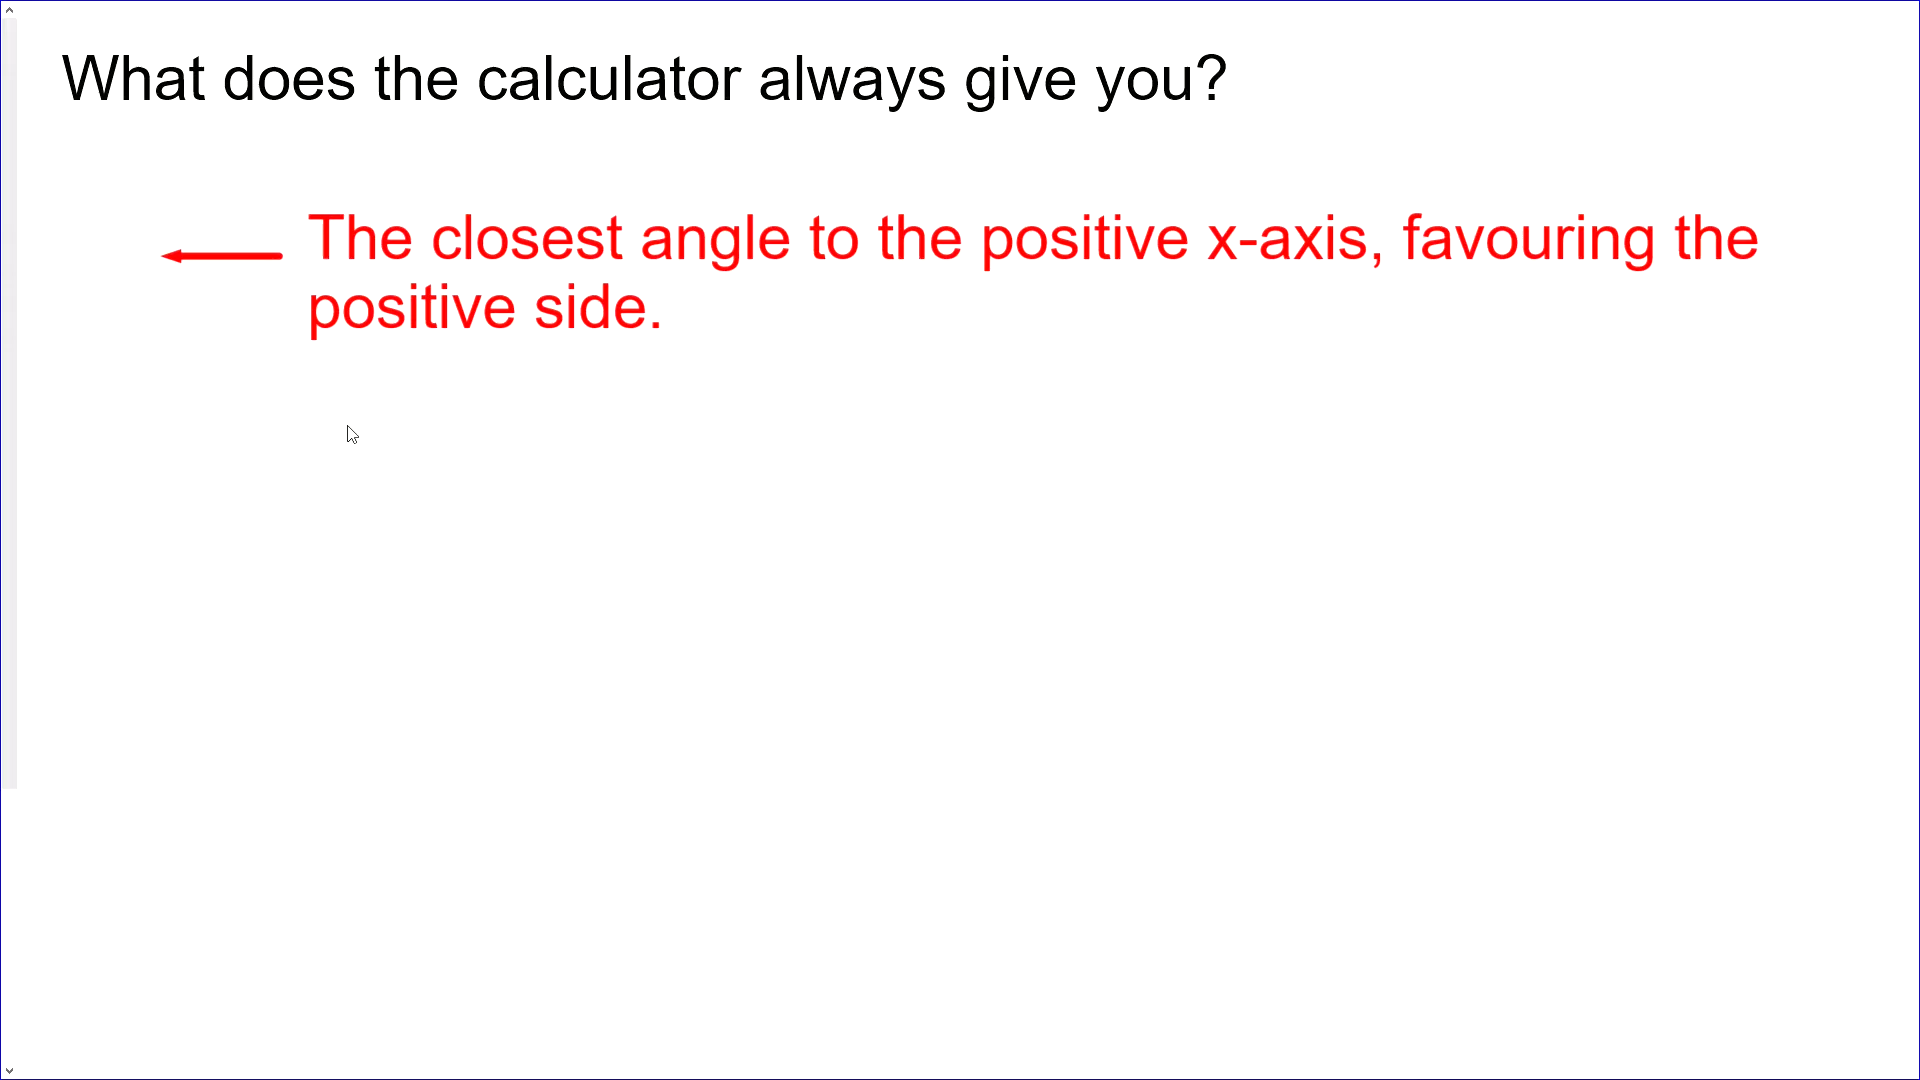 What does the calculator always give you?
The closest angle to the positive x-axis, favouring the
positive side.